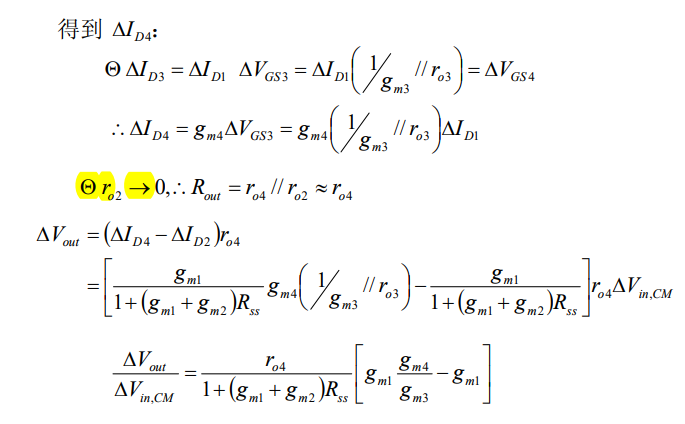 得到 ΔI_{D4}:
Θ ΔI_{D3} = ΔI_{D1} ΔV_{GS3} = ΔI_{D1}(1/g_{m3} // r_{o3}) = ΔV_{GS4}
∴ ΔI_{D4} = g_{m4}ΔV_{GS3} = g_{m4}(1/g_{m3} // r_{o3})ΔI_{D1}
Θ r_{o2} → 0, ∴ R_{out} = r_{o4} // r_{o2} ≈ r_{o4}
ΔV_{out} = (ΔI_{D4} − ΔI_{D2})r_{o4}
= [\frac{g_{m1}}{1+(g_{m1}+g_{m2})R_{ss}} g_{m4}(1/g_{m3} // r_{o3}) − \frac{g_{m1}}{1+(g_{m1}+g_{m2})R_{ss}}]r_{o4}ΔV_{in,CM}
\frac{ΔV_{out}}{ΔV_{in,CM}} = \frac{r_{o4}}{1+(g_{m1}+g_{m2})R_{ss}}[g_{m1}\frac{g_{m4}}{g_{m3}} − g_{m1}]